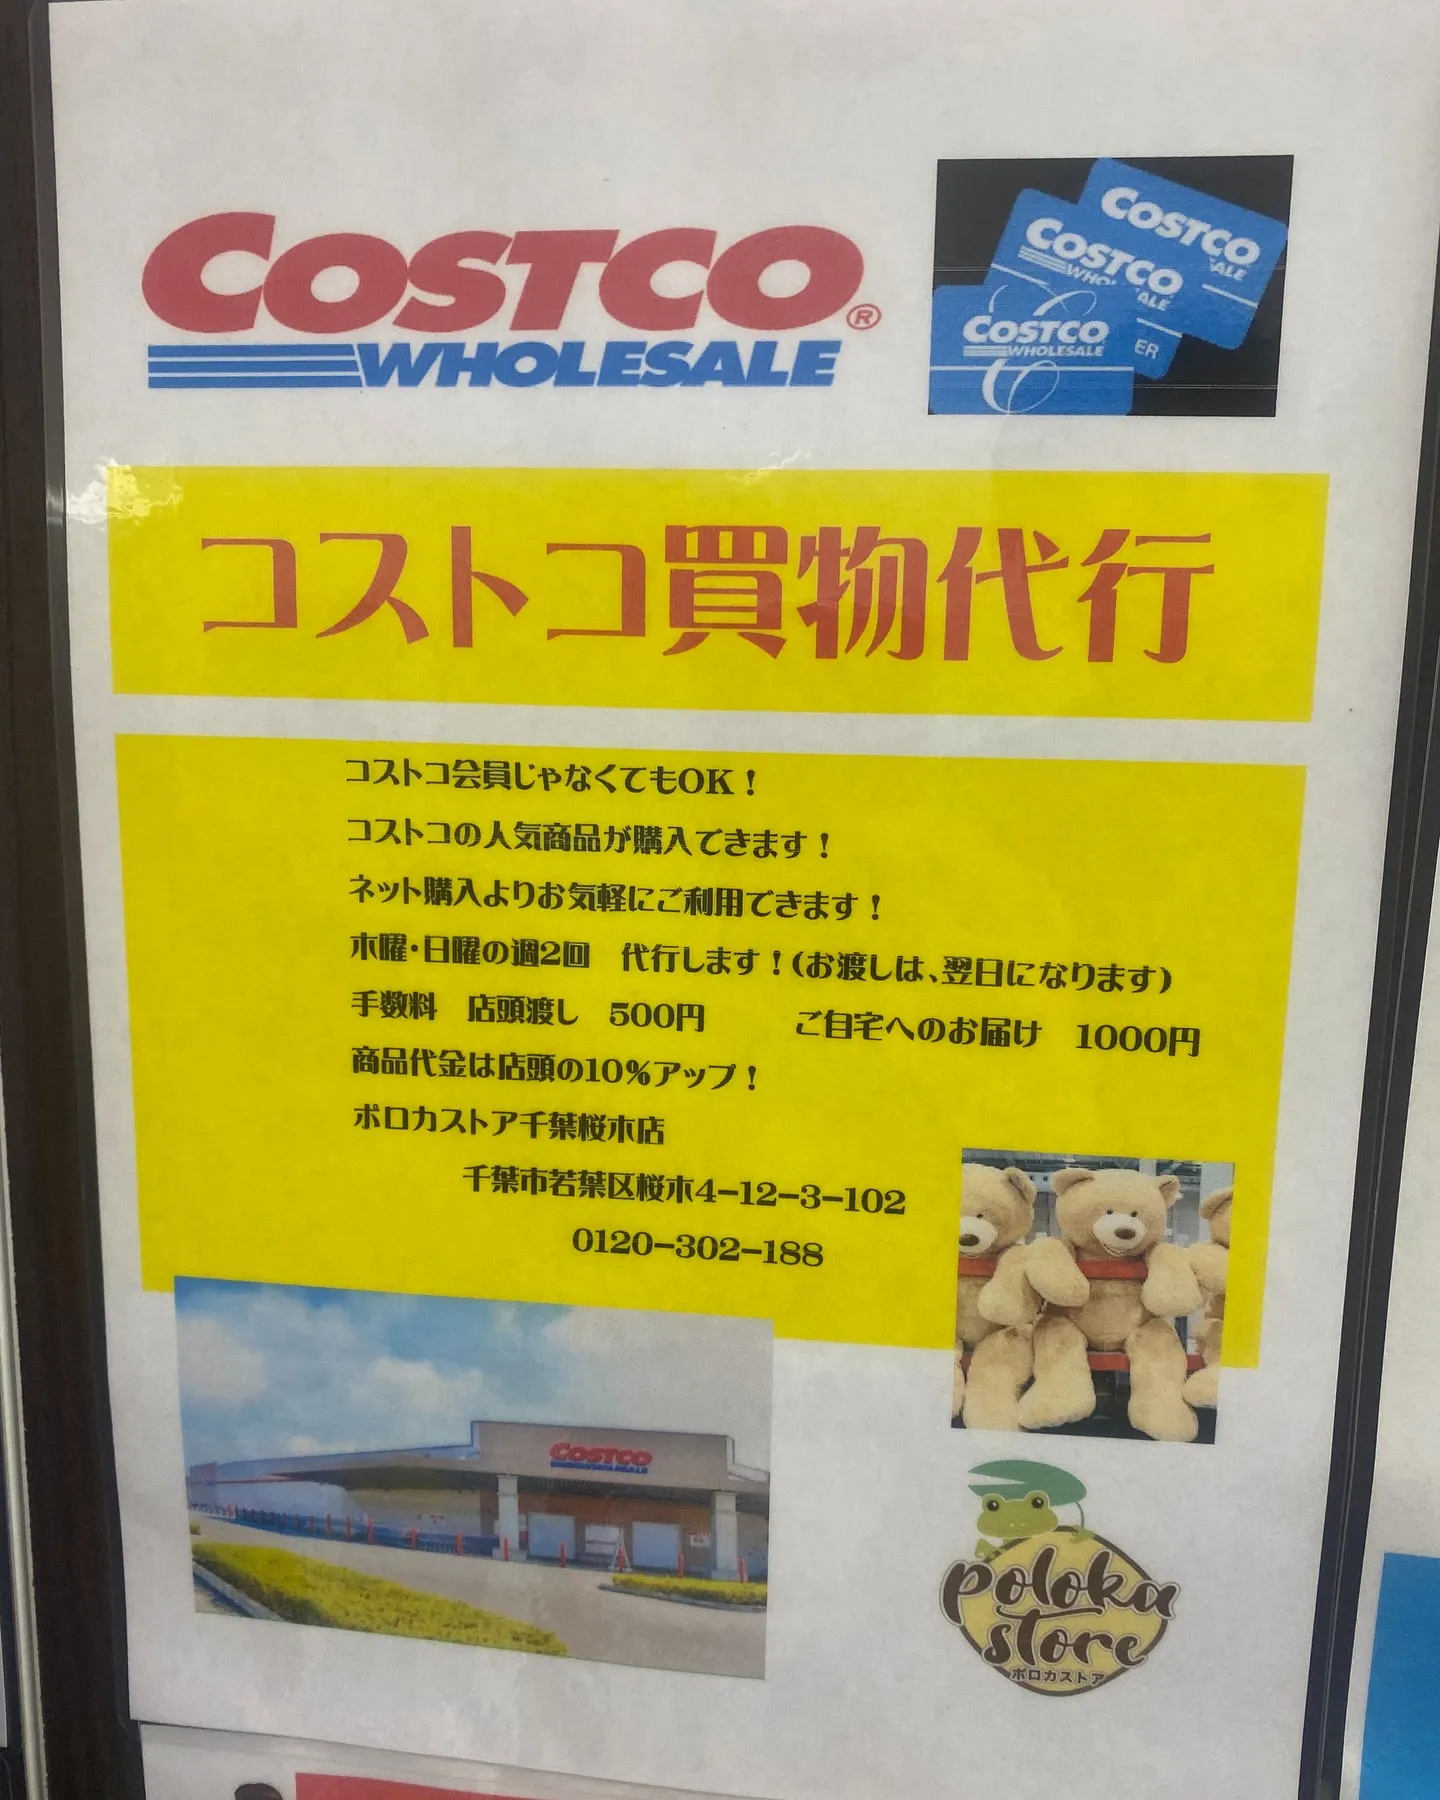 COSTCO®
WHOLESALE
COSTCO
ALE
COSTCO
WHO ALE
COSTCO
WHOLESALE
ER
コストコ買物代行
コストコ会員じゃなくてもOK！
コストコの人気商品が購入できます！
ネット購入よりお気軽にご利用できます！
木曜・日曜の週2回　代行します！（お渡しは、翌日になります）
手数料　店頭渡し　500円　　　ご自宅へのお届け　1000円
商品代金は店頭の10％アップ！
ポロカストア千葉桜木店
千葉市若葉区桜木4−12−3−102
0120−302−188
COSTCO
WHOLESALE
poloka
store
ポロカストア